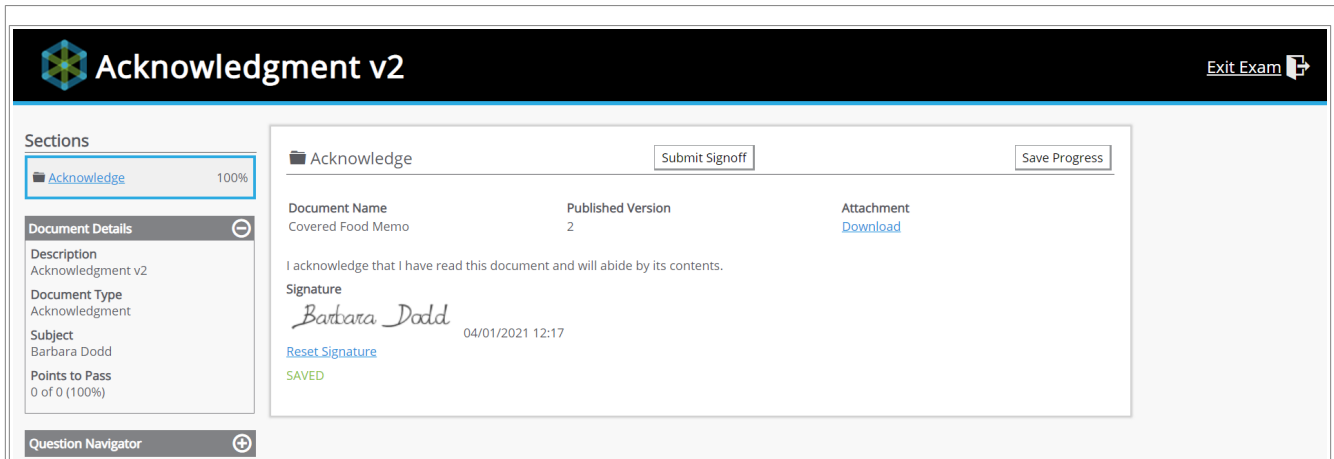 Acknowledgment v2
Exit Exam
Sections
Acknowledge 100%
Document Details
Description
Acknowledgment v2
Document Type
Acknowledgment
Subject
Barbara Dodd
Points to Pass
0 of 0 (100%)
Question Navigator
Acknowledge Submit Signoff Save Progress
Document Name Published Version Attachment
Covered Food Memo 2 Download
I acknowledge that I have read this document and will abide by its contents.
Signature
Barbara Dodd 04/01/2021 12:17
Reset Signature
SAVED